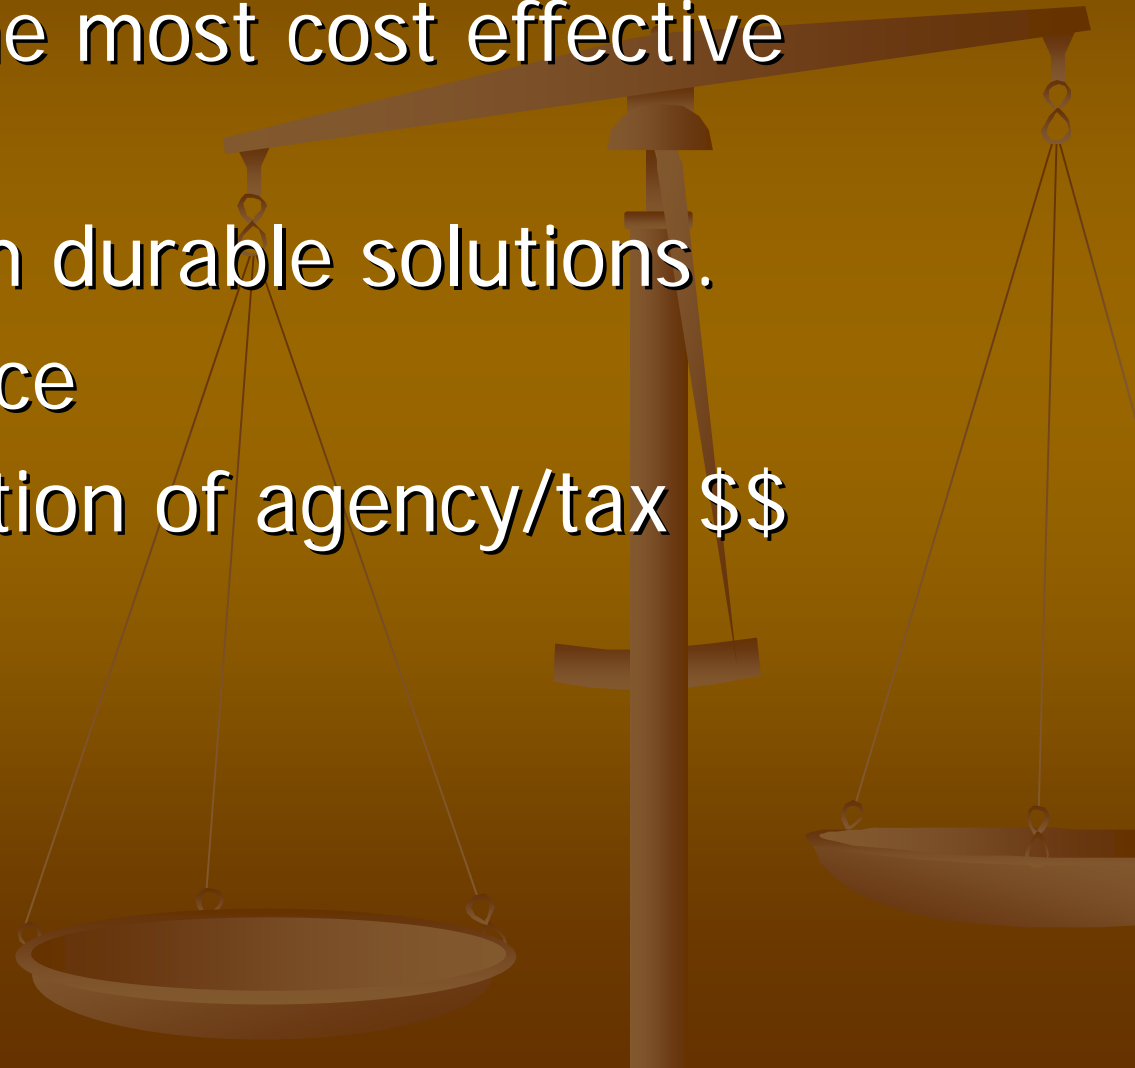 e most cost effective
n durable solutions.
ce
tion of agency/tax $$